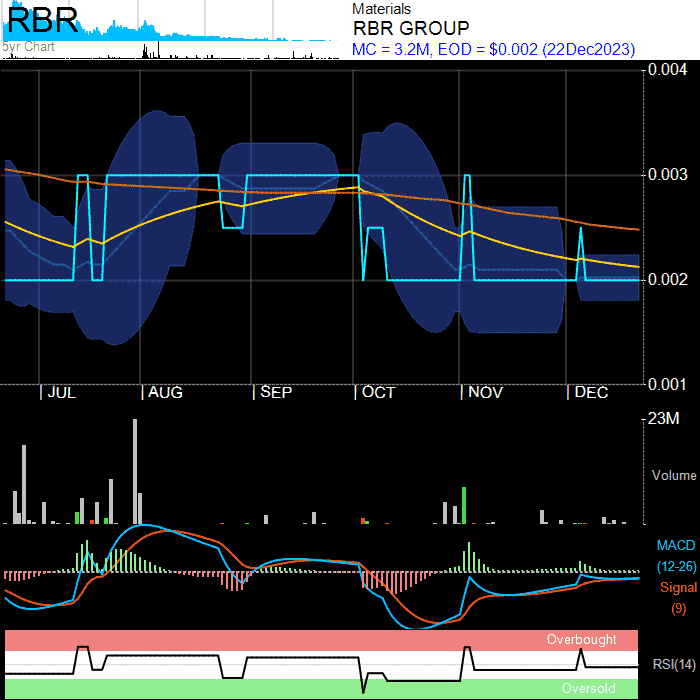 RBR
5yr Chart
Materials
RBR GROUP
MC = 3.2M, EOD = $0.002 (22Dec2023)
0.004
0.003
0.002
0.001
JUL
AUG
SEP
OCT
NOV
DEC
23M
Volume
MACD
(12-26)
Signal
(9)
Overbought
RSI(14)
Oversold